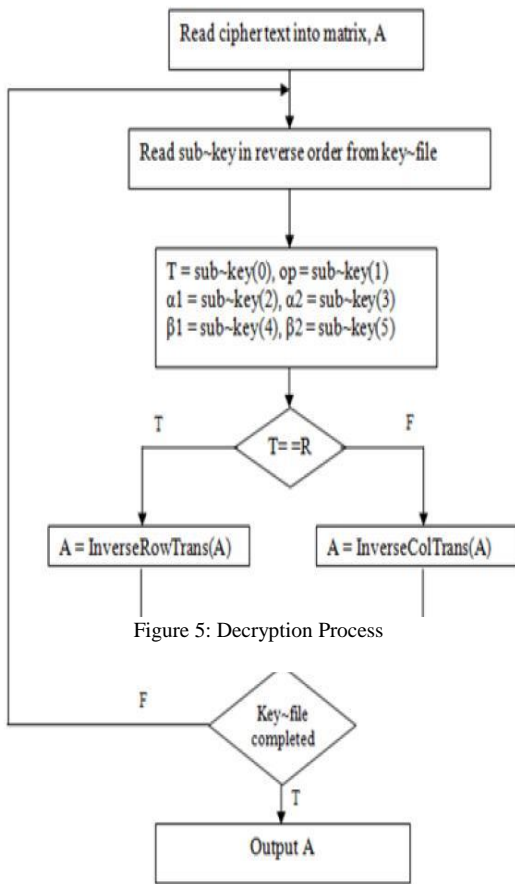 Read cipher text into matrix, A
Read sub~key in reverse order from key~file
T = sub~key(0), op = sub~key(1)
α1 = sub~key(2), α2 = sub~key(3)
β1 = sub~key(4), β2 = sub~key(5)
T
F
T= =R
A = InverseRowTrans(A)
A = InverseColTrans(A)
Figure 5: Decryption Process
F
Key~file
completed
T
Output A